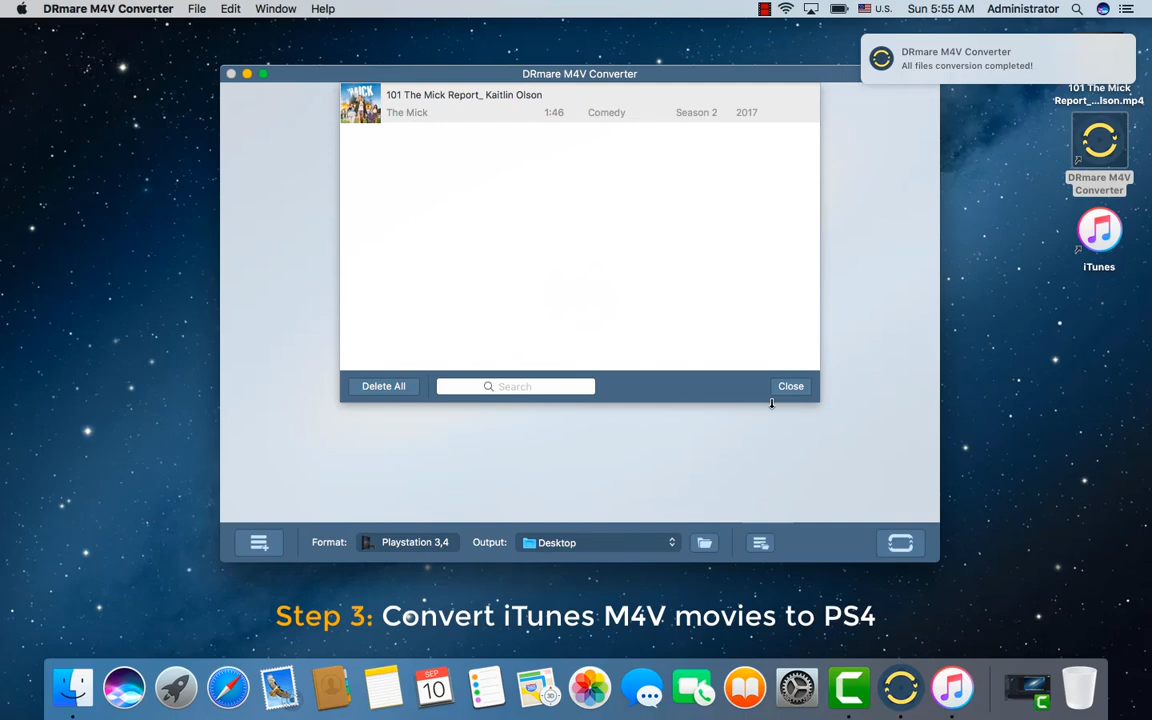 DRmare M4V Converter File Edit Window Help U.S. Sun 5:55 AM Administrator
DRmare M4V Converter
All files conversion completed!
DRmare M4V Converter
101 The Mick
Report_...lson.mp4
DRmare M4V
Converter
iTunes
MICK
101 The Mick Report_ Kaitlin Olson
The Mick 1:46 Comedy Season 2 2017
Delete All Search Close
Format: Playstation 3,4 Output: Desktop
Step 3: Convert iTunes M4V movies to PS4
SEP
10
3D